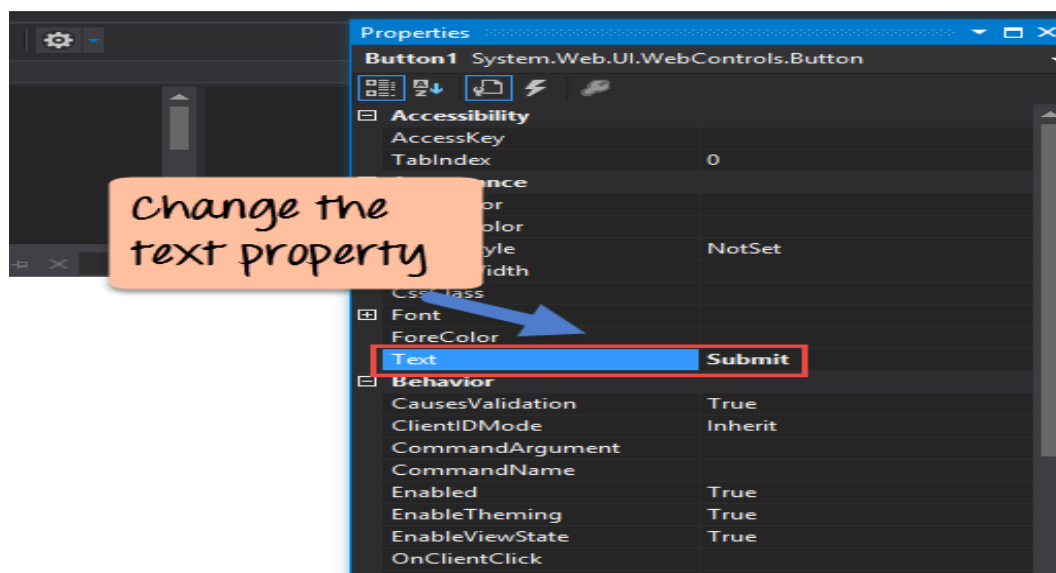 Properties
Button1 System.Web.UI.WebControls.Button
Accessibility
AccessKey
TabIndex 0
Change the
text property
NotSet
CssClass
Font
ForeColor
Text Submit
Behavior
CausesValidation True
ClientIDMode Inherit
CommandArgument
CommandName
Enabled True
EnableTheming True
EnableViewState True
OnClientClick